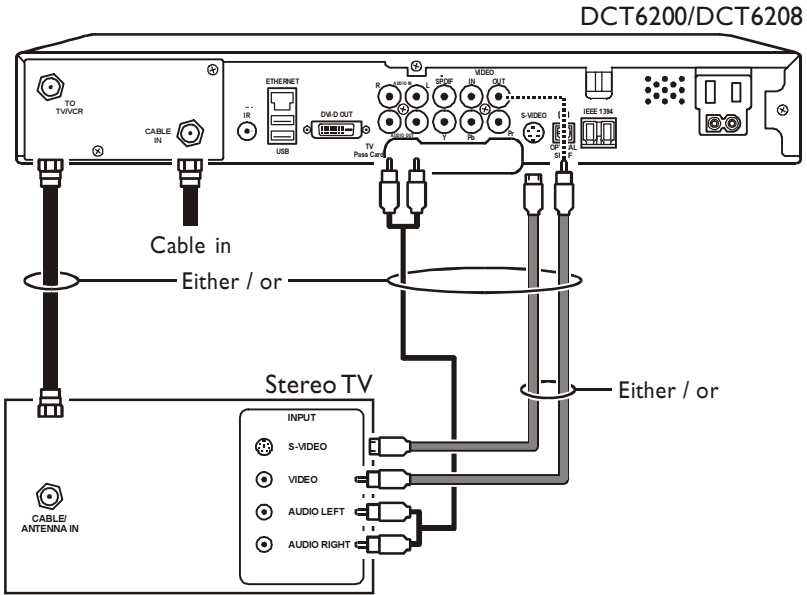 DCT6200/DCT6208
TO
TV/VCR
CABLE
IN
IR
ETHERNET
USB
DVI-D OUT
TV
Pass Card
R
AUDIO IN
L
SPDIF
VIDEO
IN
OUT
AUDIO OUT
Y
Pb
Pr
S-VIDEO
IEEE 1394
Cable in
Either / or
Either / or
Stereo TV
INPUT
S-VIDEO
VIDEO
AUDIO LEFT
AUDIO RIGHT
CABLE/
ANTENNA IN